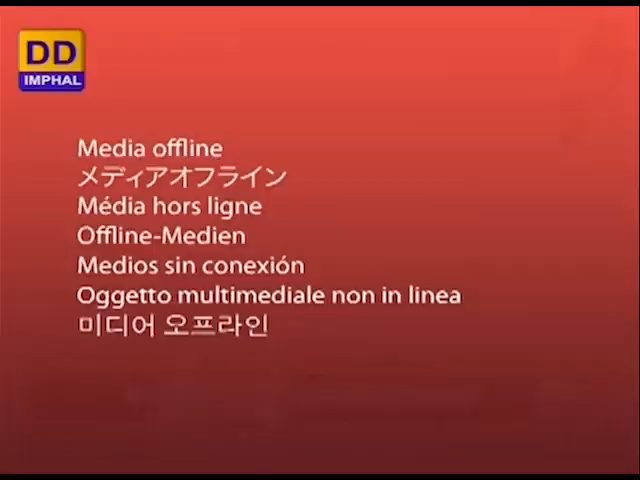 DD
IMPHAL
Media offline
メディアオフライン
Média hors ligne
Offline-Medien
Medios sin conexión
Oggetto multimediale non in linea
미디어 오프라인